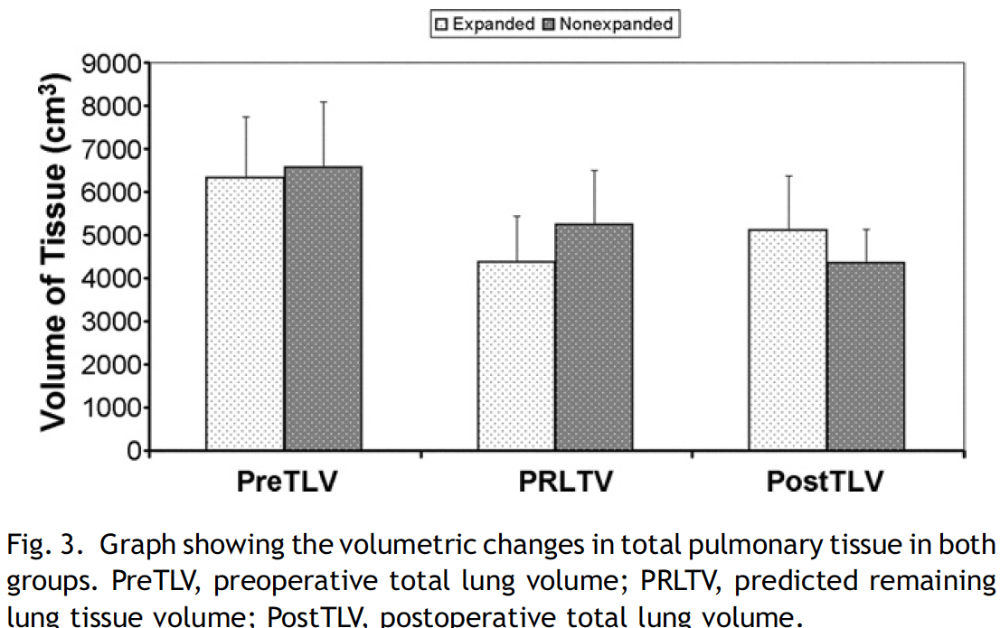 Expanded Nonexpanded
Volume of Tissue (cm³)
9000
8000
7000
6000
5000
4000
3000
2000
1000
0
PreTLV PRLTV PostTLV
Fig. 3. Graph showing the volumetric changes in total pulmonary tissue in both
groups. PreTLV, preoperative total lung volume; PRLTV, predicted remaining
lung tissue volume; PostTLV, postoperative total lung volume.